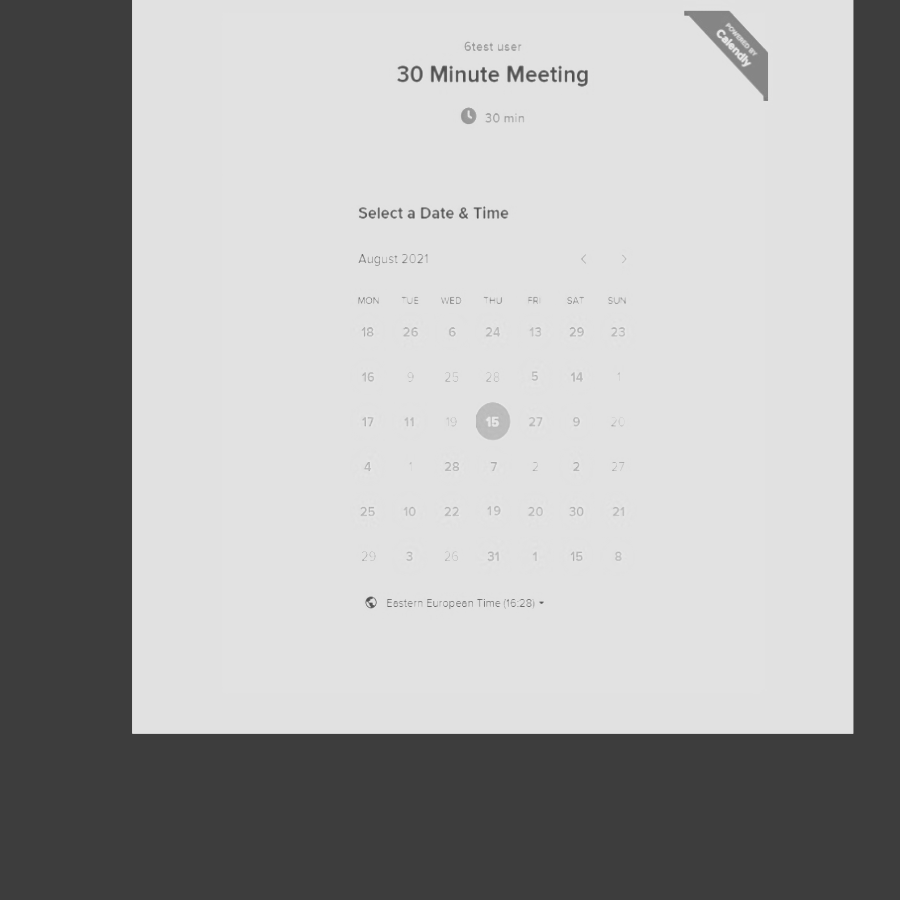 6test user
POWERED BY
Calendly
30 Minute Meeting
30 min
Select a Date & Time
August 2021
MON TUE WED THU FRI SAT SUN
18 26 6 24 13 29 23
16 9 25 28 5 14 1
17 11 19 15 27 9 20
4 1 28 7 2 2 27
25 10 22 19 20 30 21
29 3 26 31 1 15 8
Eastern European Time (16:28)